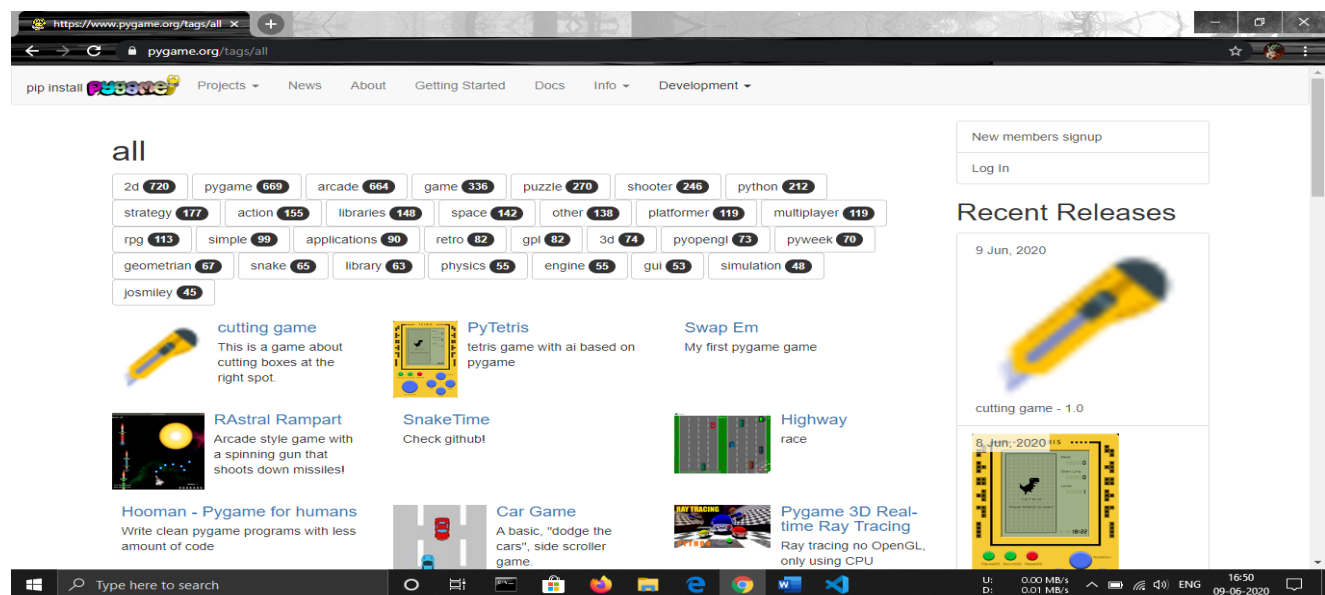 https://www.pygame.org/tags/all
pygame.org/tags/all
pip install pygame Projects News About Getting Started Docs Info Development
all
2d 720 pygame 669 arcade 664 game 336 puzzle 270 shooter 246 python 212
strategy 177 action 155 libraries 148 space 142 other 138 platformer 119 multiplayer 119
rpg 113 simple 99 applications 90 retro 82 gpl 82 3d 74 pyopengl 73 pyweek 70
geometrian 67 snake 65 library 63 physics 55 engine 55 gui 53 simulation 48
josmiley 45
cutting game
This is a game about
cutting boxes at the
right spot.
PyTetris
tetris game with ai based on
pygame
Swap Em
My first pygame game
RAstral Rampart
Arcade style game with
a spinning gun that
shoots down missiles!
SnakeTime
Check github!
Highway
race
Hooman - Pygame for humans
Write clean pygame programs with less
amount of code
Car Game
A basic, "dodge the
cars", side scroller
game.
RAY TRACING
PYTHON
Pygame 3D Real-
time Ray Tracing
Ray tracing no OpenGL,
only using CPU
New members signup
Log In
Recent Releases
9 Jun, 2020
cutting game - 1.0
8 Jun, 2020
Type here to search
U: 0.00 MB/s
D: 0.01 MB/s
ENG
16:50
09-06-2020